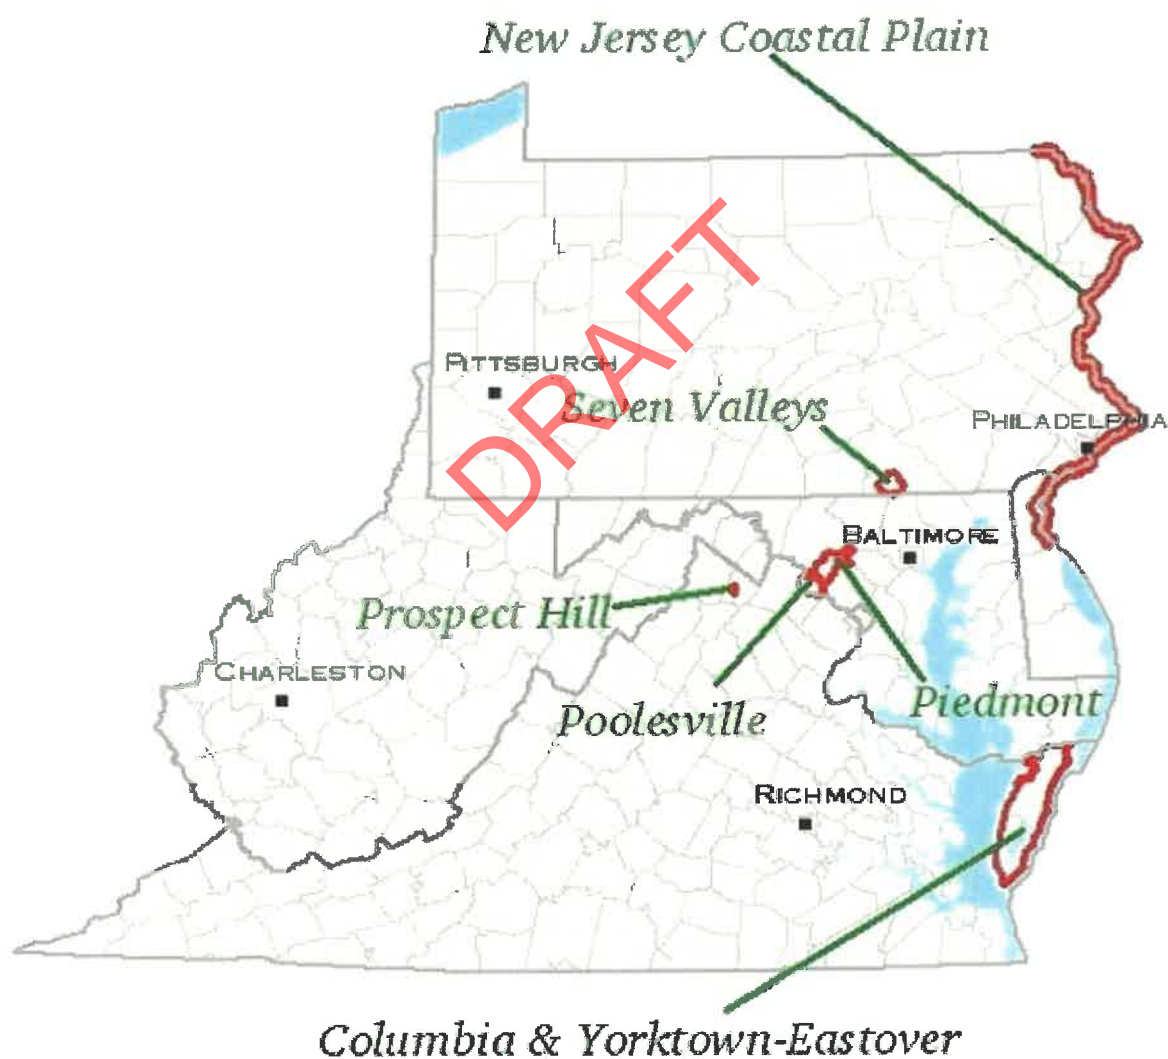 New Jersey Coastal Plain
DRAFT
PITTSBURGH
Seven Valleys
PHILADELPHIA
BALTIMORE
Prospect Hill
CHARLESTON
Poolesville
Piedmont
RICHMOND
Columbia & Yorktown-Eastover